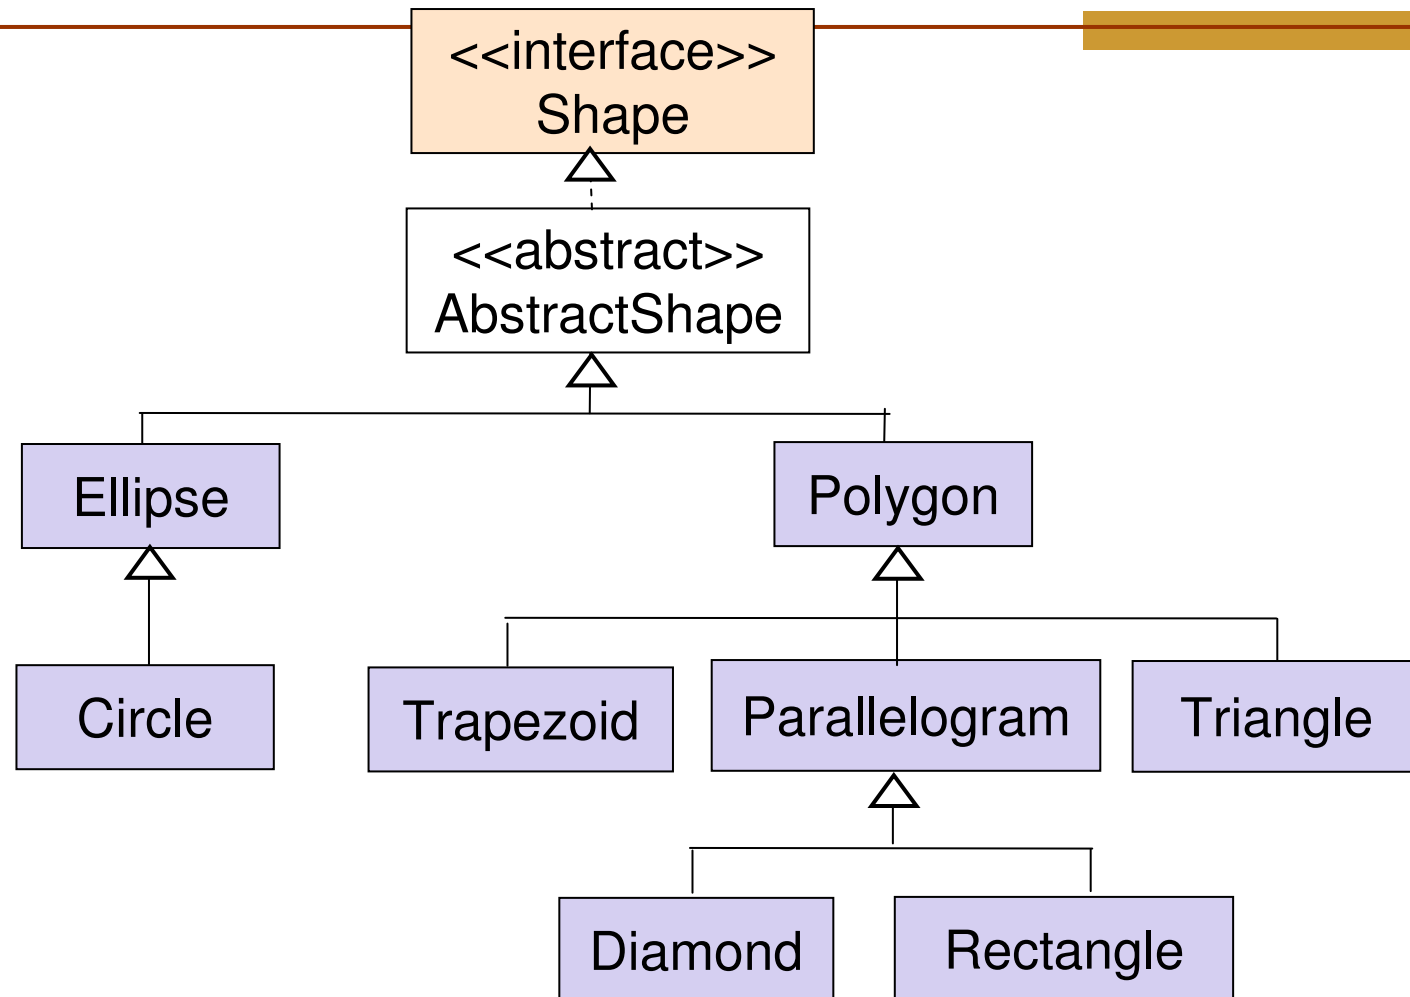 <<interface>>
Shape
<<abstract>>
AbstractShape
Ellipse
Polygon
Circle
Trapezoid
Parallelogram
Triangle
Diamond
Rectangle